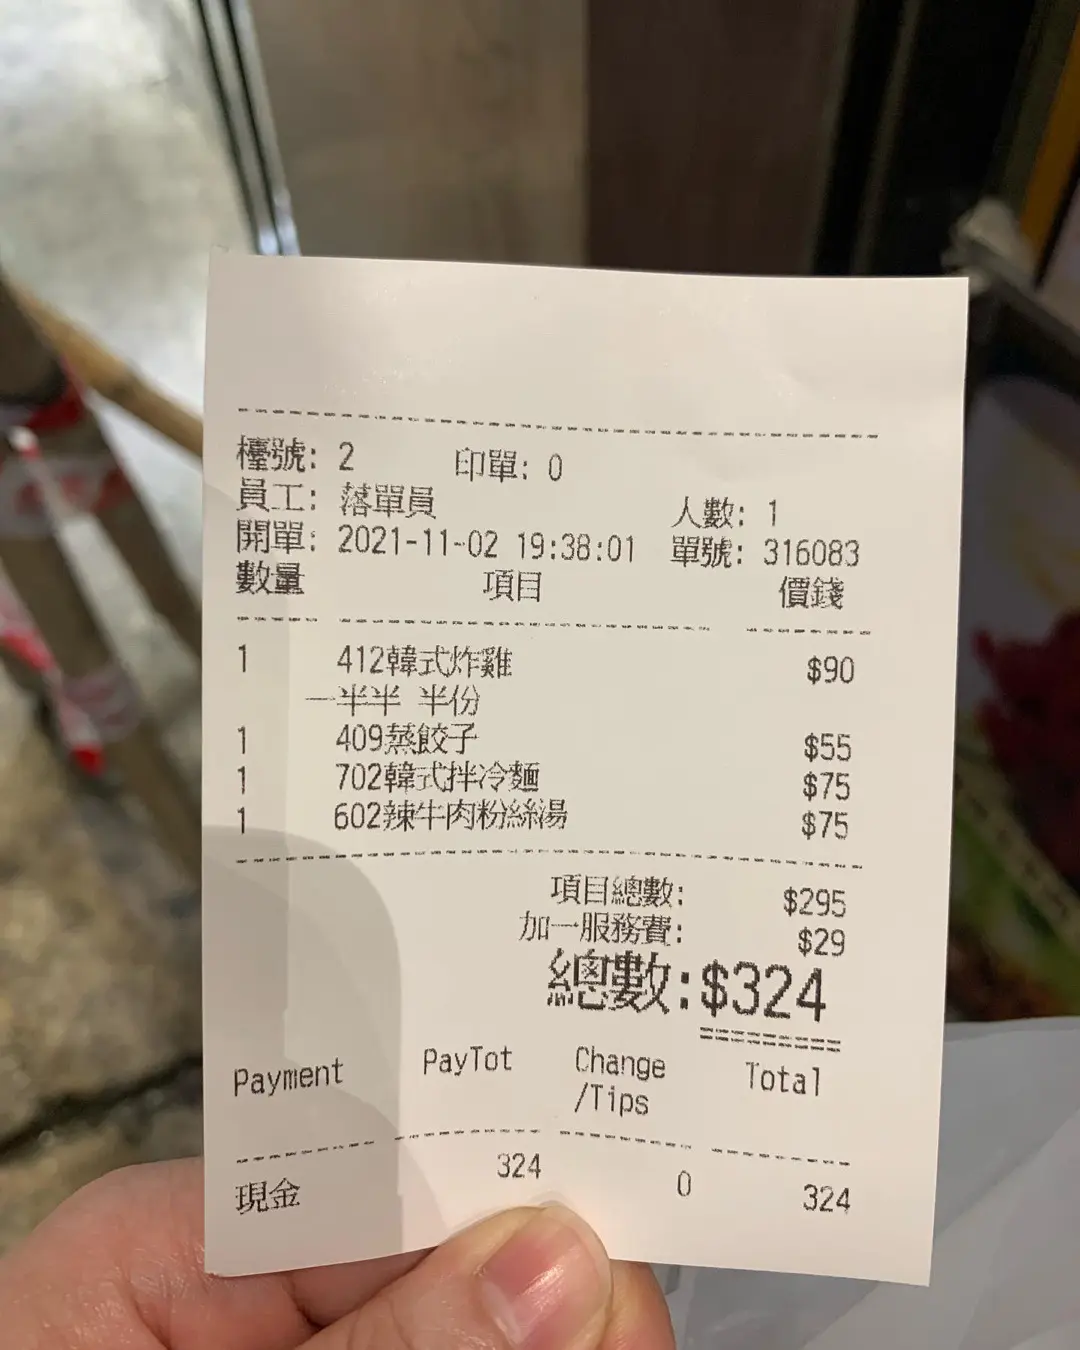 檯號: 2 印單: 0
員工: 落單員 人數: 1
開單: 2021-11-02 19:38:01 單號: 316083
數量 項目 價錢
1 412韓式炸雞 $90
一半半 半份
1 409蒸餃子 $55
1 702韓式拌冷麵 $75
1 602辣牛肉粉絲湯 $75
項目總數: $295
加一服務費: $29
總數:$324
Payment PayTot Change /Tips Total
現金 324 0 324